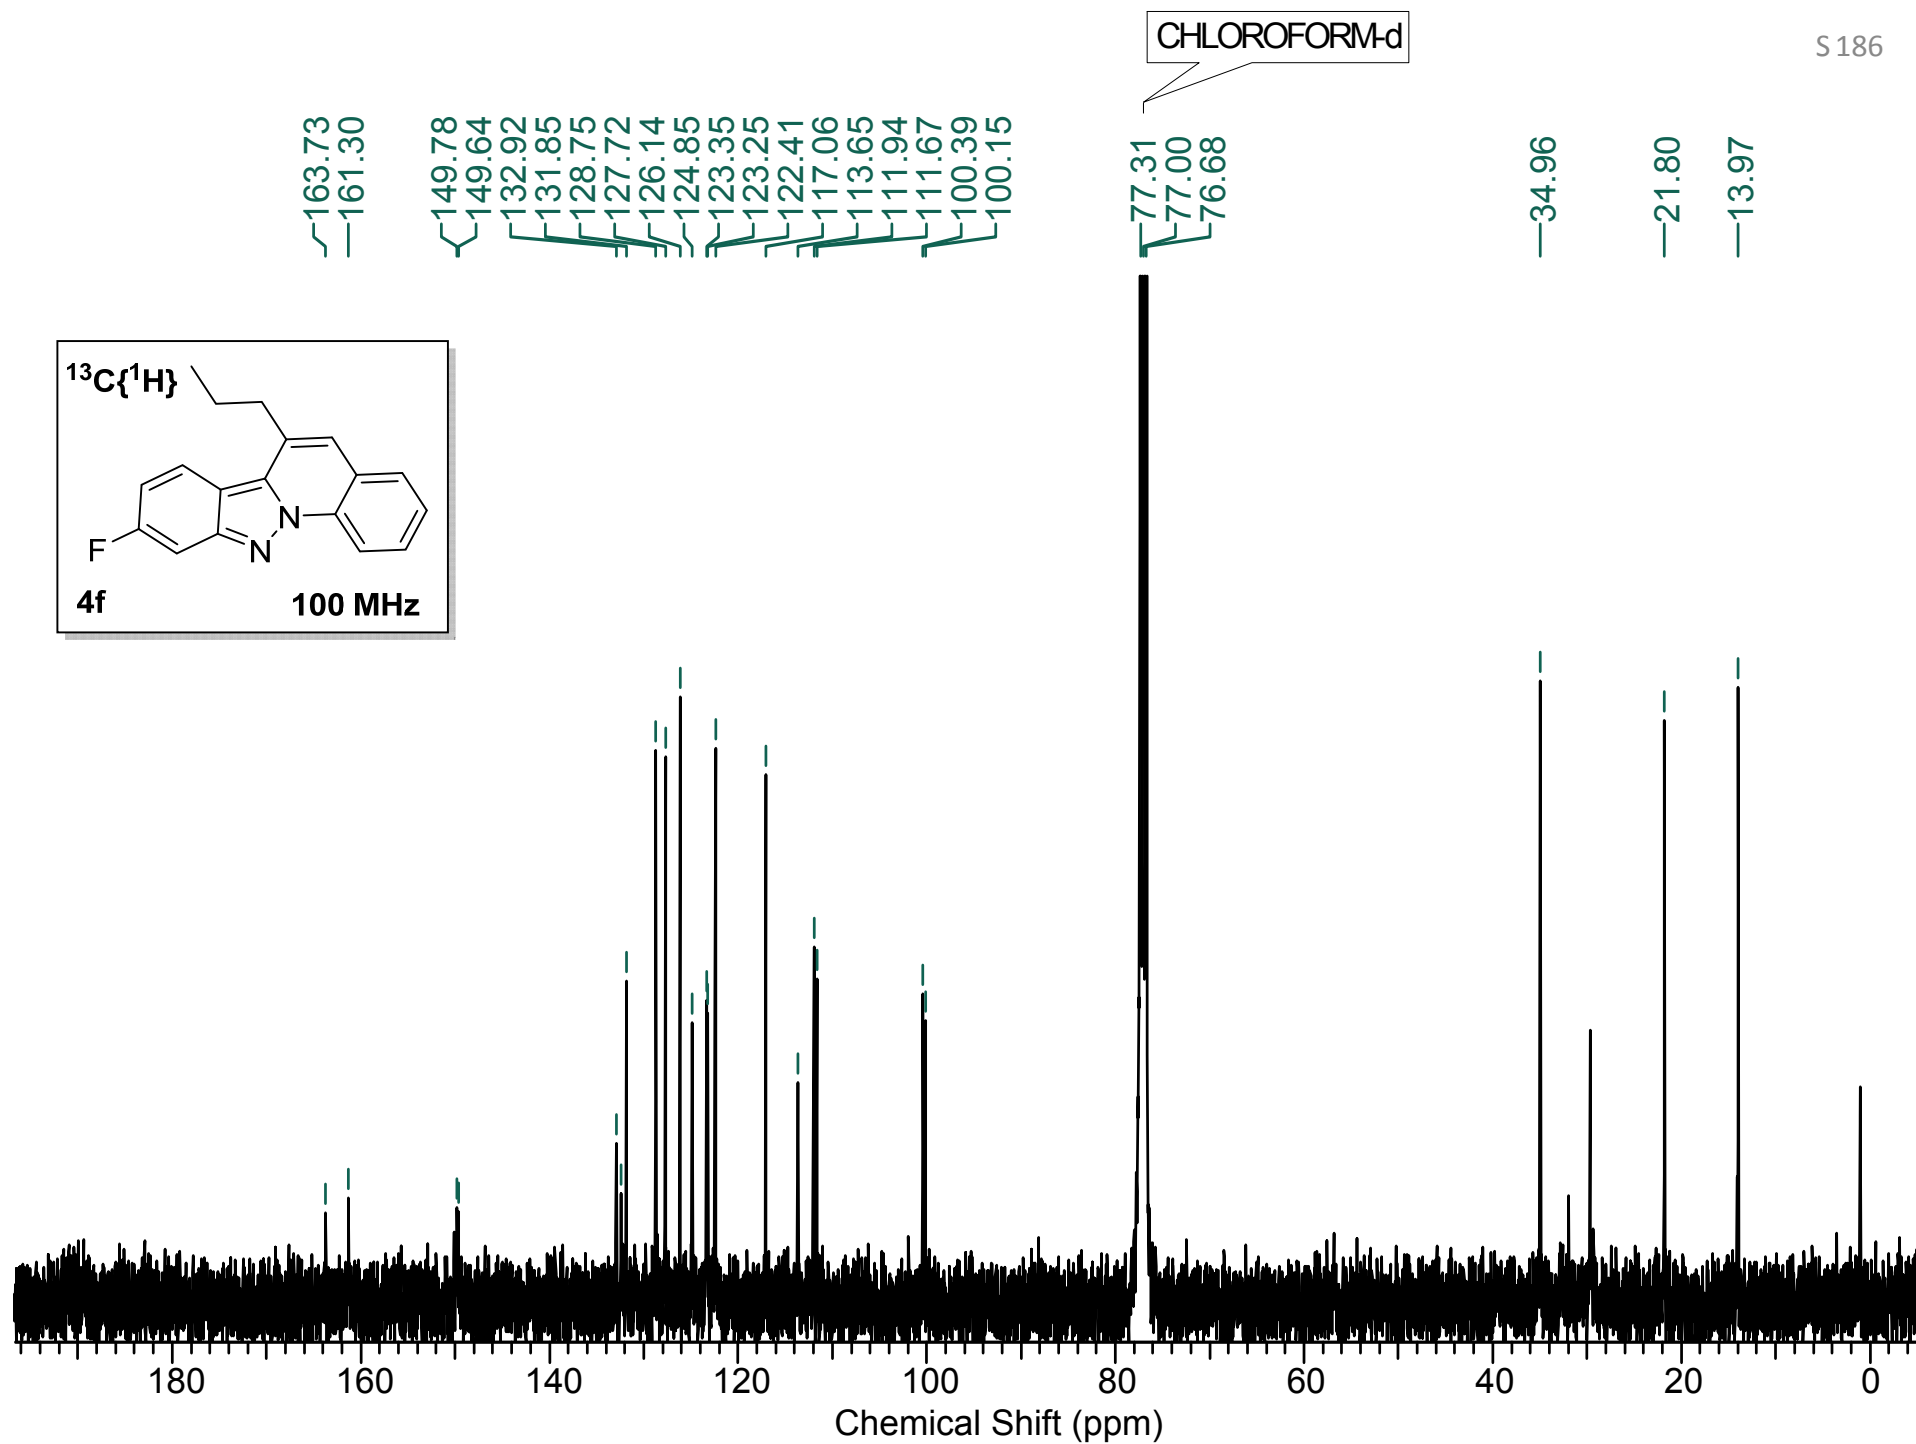 CHLOROFORM-d
S 186
163.73
161.30
149.78
149.64
132.92
131.85
128.75
127.72
126.14
124.85
123.35
123.25
122.41
117.06
113.65
111.94
111.67
100.39
100.15
77.31
77.00
76.68
34.96
21.80
13.97
¹³C{¹H}
F
N
N
4f
100 MHz
180 160 140 120 100 80 60 40 20 0
Chemical Shift (ppm)